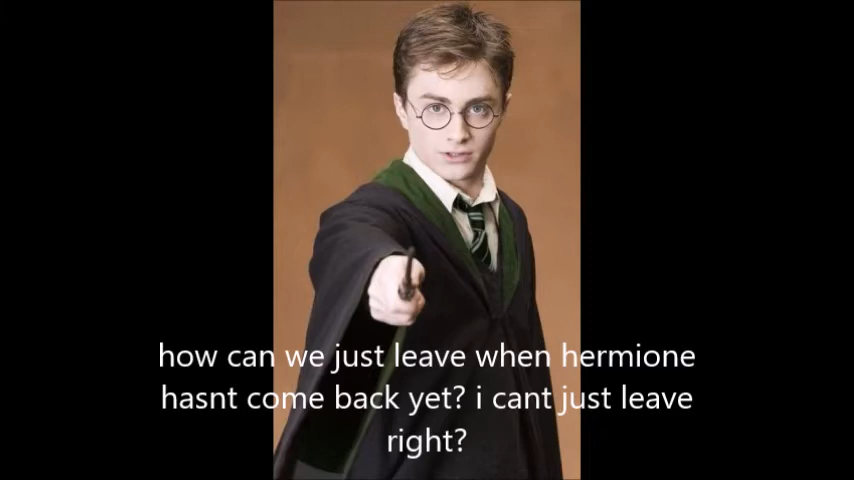 how can we just leave when hermione
hasnt come back yet? i cant just leave
right?